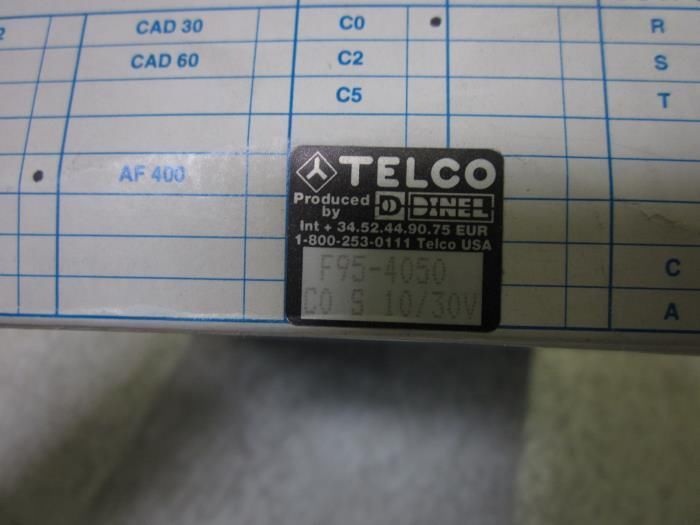 2 CAD 30 C0 R
CAD 60 C2 S
C5 T
AF 400
TELCO
Produced by DINEL
Int + 34.52.44.90.75 EUR
1-800-253-0111 Telco USA
F95-4050
C0 S 10/30V
C
A